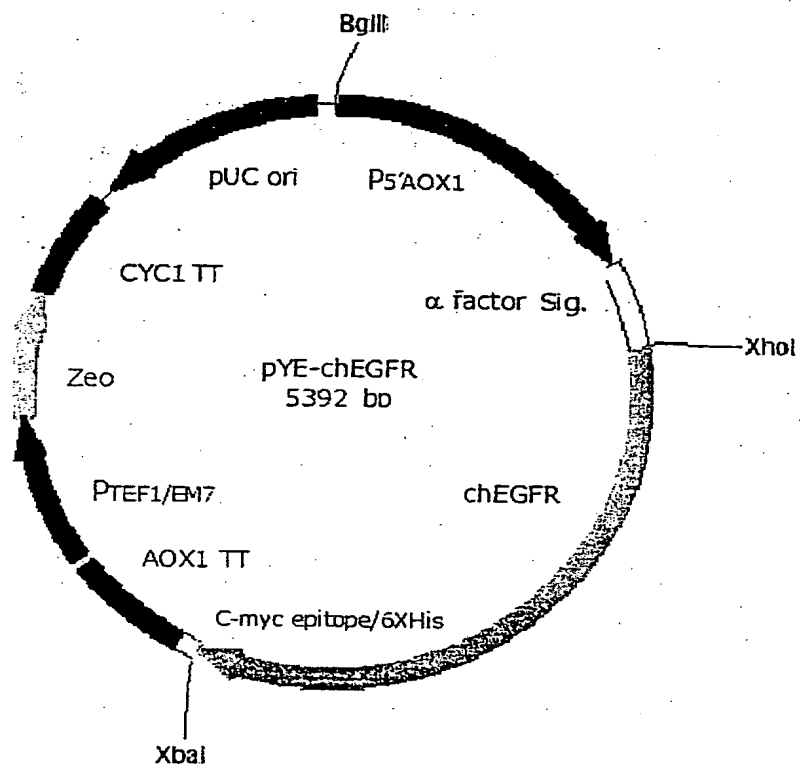 BglII
pUC ori
P5'AOX1
CYC1 TT
α factor Sig.
XhoI
Zeo
pYE-chEGFR
5392 bp
PTEF1/EM7
chEGFR
AOX1 TT
C-myc epitope/6XHis
XbaI